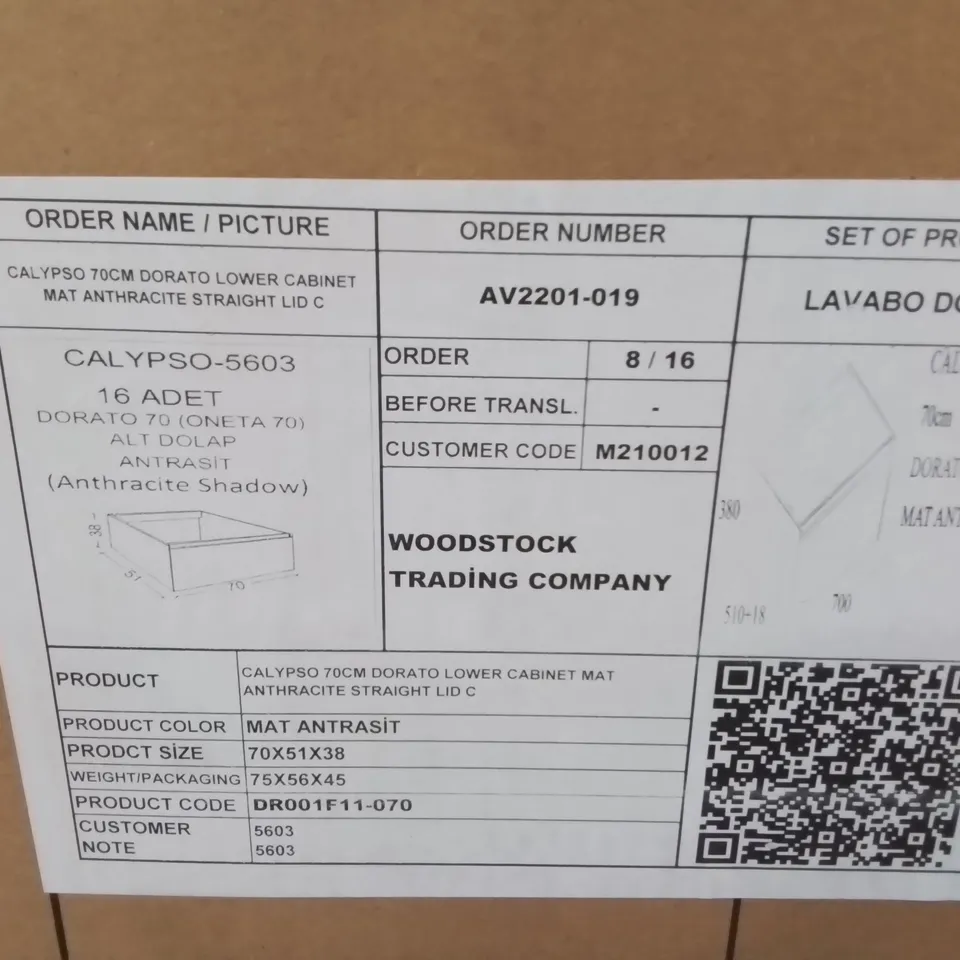 ORDER NAME / PICTURE
ORDER NUMBER
SET OF
CALYPSO 70CM DORATO LOWER CABINET
MAT ANTHRACITE STRAIGHT LID C
AV2201-019
LAVABO
CALYPSO-5603
16 ADET
DORATO 70 (ONETA 70)
ALT DOLAP
ANTRASİT
(Anthracite Shadow)
38
51
70
ORDER
8 / 16
BEFORE TRANSL.
-
CUSTOMER CODE
M210012
WOODSTOCK
TRADİNG COMPANY
70cm
380
510+18
700
PRODUCT
CALYPSO 70CM DORATO LOWER CABINET MAT
ANTHRACITE STRAIGHT LID C
PRODUCT COLOR
MAT ANTRASİT
PRODCT SİZE
70X51X38
WEIGHT/PACKAGING
75X56X45
PRODUCT CODE
DR001F11-070
CUSTOMER
NOTE
5603
5603